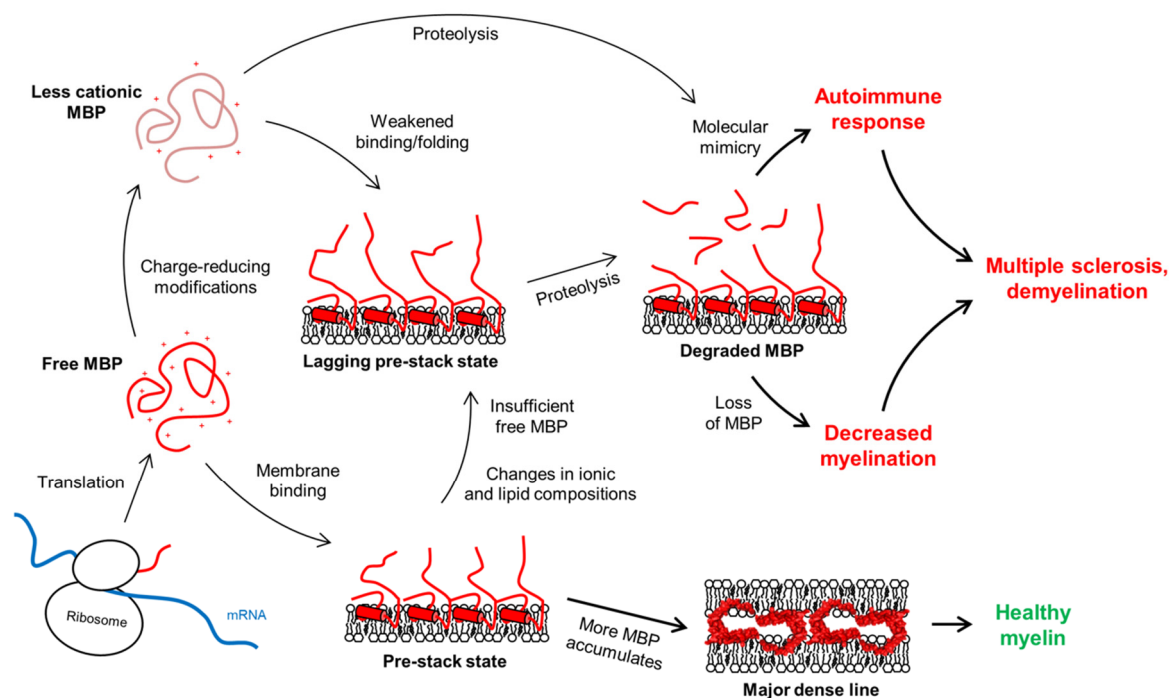 Proteolysis
Less cationic
MBP
Weakened
binding/folding
Molecular
mimicry
Autoimmune
response
Charge-reducing
modifications
Proteolysis
Multiple sclerosis,
demyelination
Free MBP
Lagging pre-stack state
Degraded MBP
Insufficient
free MBP
Loss
of MBP
Decreased
myelination
Changes in ionic
and lipid compositions
Translation
Membrane
binding
Ribosome
mRNA
Pre-stack state
More MBP
accumulates
Major dense line
Healthy
myelin